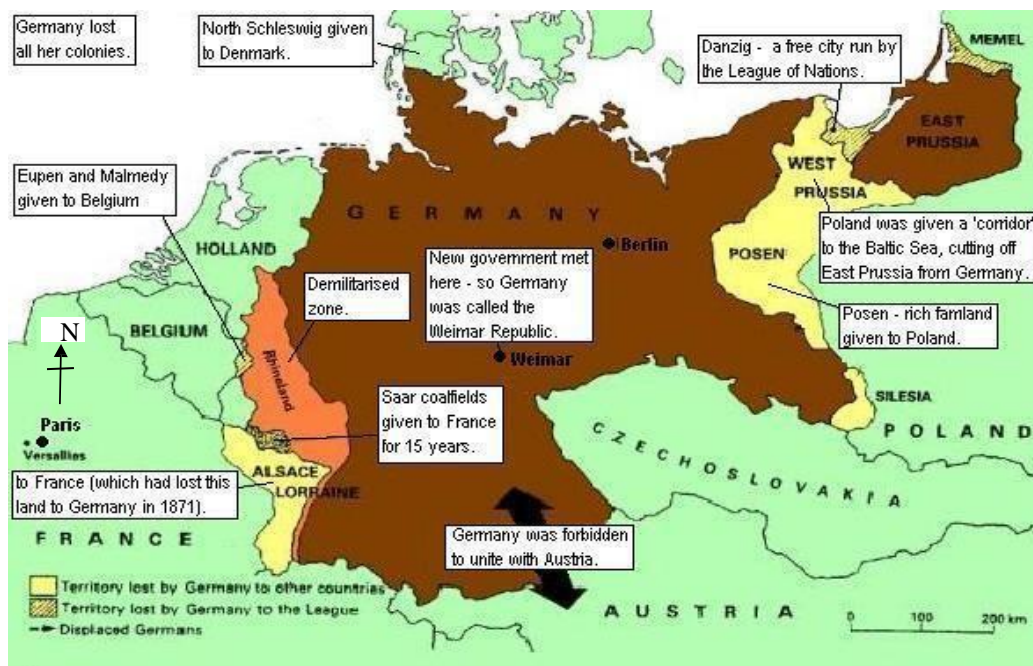 Germany lost
all her colonies.
North Schleswig given
to Denmark.
Danzig - a free city run by
the League of Nations.
MEMEL
EAST
PRUSSIA
Eupen and Malmedy
given to Belgium
WEST
PRUSSIA
GERMANY
Poland was given a 'corridor'
to the Baltic Sea, cutting off
East Prussia from Germany.
HOLLAND
Berlin
POSEN
New government met
here - so Germany
was called the
Weimar Republic.
Demilitarised
zone.
BELGIUM
N
Posen - rich famland
given to Poland.
Rhineland
Weimar
Saar coalfields
given to France
for 15 years.
SILESIA
POLAND
Paris
Versailles
CZECHOSLOVAKIA
ALSACE
LORRAINE
to France (which had lost this
land to Germany in 1871).
FRANCE
Germany was forbidden
to unite with Austria.
Territory lost by Germany to other countries
Territory lost by Germany to the League
Displaced Germans
AUSTRIA
0 100 200 km